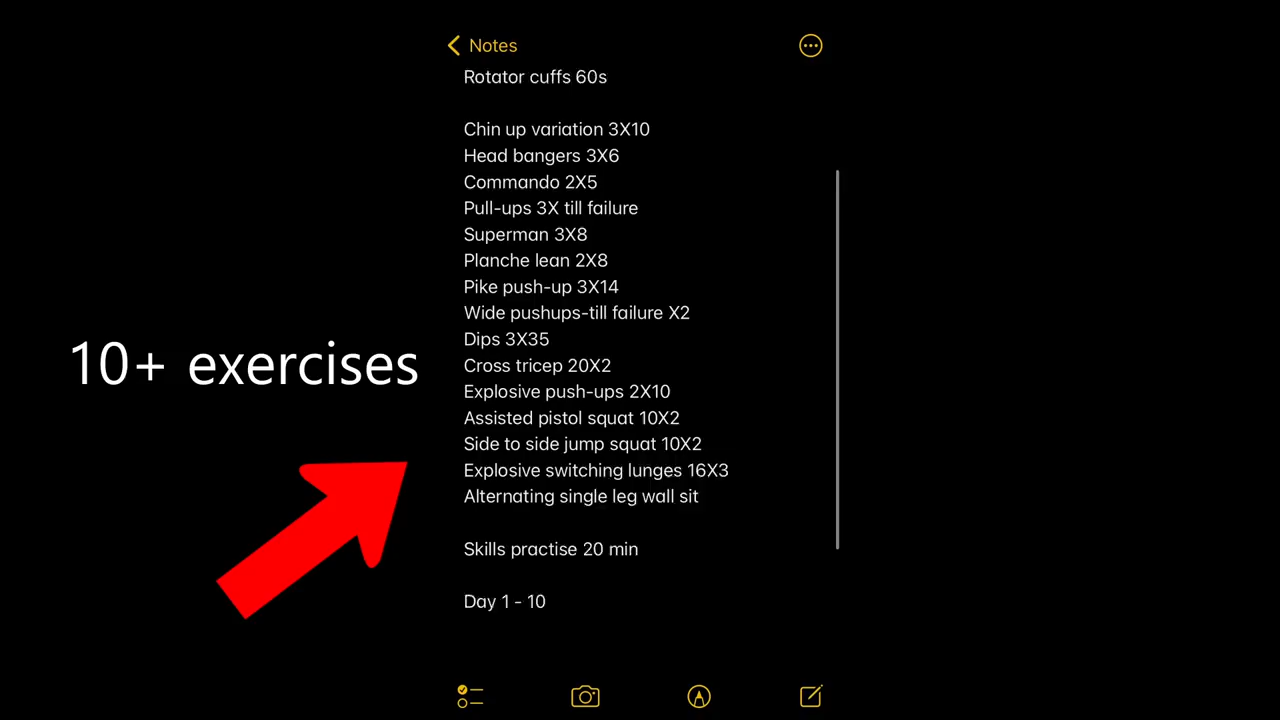 Notes
Rotator cuffs 60s
Chin up variation 3X10
Head bangers 3X6
Commando 2X5
Pull-ups 3X till failure
Superman 3X8
Planche lean 2X8
Pike push-up 3X14
Wide pushups-till failure X2
Dips 3X35
Cross tricep 20X2
Explosive push-ups 2X10
Assisted pistol squat 10X2
Side to side jump squat 10X2
Explosive switching lunges 16X3
Alternating single leg wall sit
Skills practise 20 min
Day 1 - 10
10+ exercises